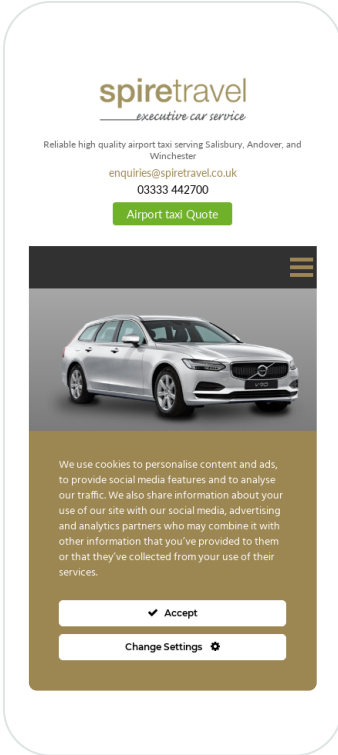 spiretravel
executive car service
Reliable high quality airport taxi serving Salisbury, Andover, and
Winchester
enquiries@spiretravel.co.uk
03333 442700
Airport taxi Quote
V90
We use cookies to personalise content and ads,
to provide social media features and to analyse
our traffic. We also share information about your
use of our site with our social media, advertising
and analytics partners who may combine it with
other information that you've provided to them
or that they've collected from your use of their
services.
Accept
Change Settings